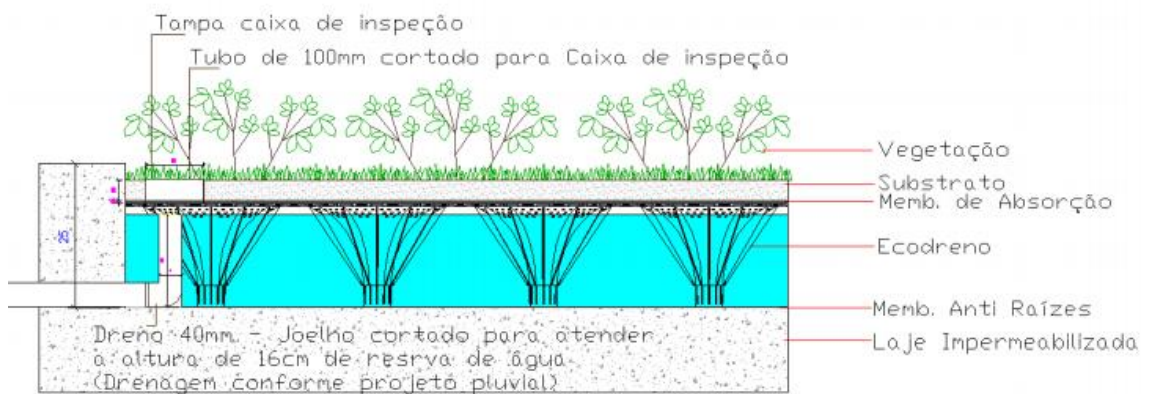 Tampa caixa de inspeção
Tubo de 100mm cortado para Caixa de inspeção
Vegetação
Substrato
Memb. de Absorção
25
Ecodreno
Memb. Anti Raízes
Dreno 40mm. - Joelho cortado para atender
a altura de 16cm de resrva de água
(Drenagem conforme projeto pluvial)
Laje Impermeabilizada